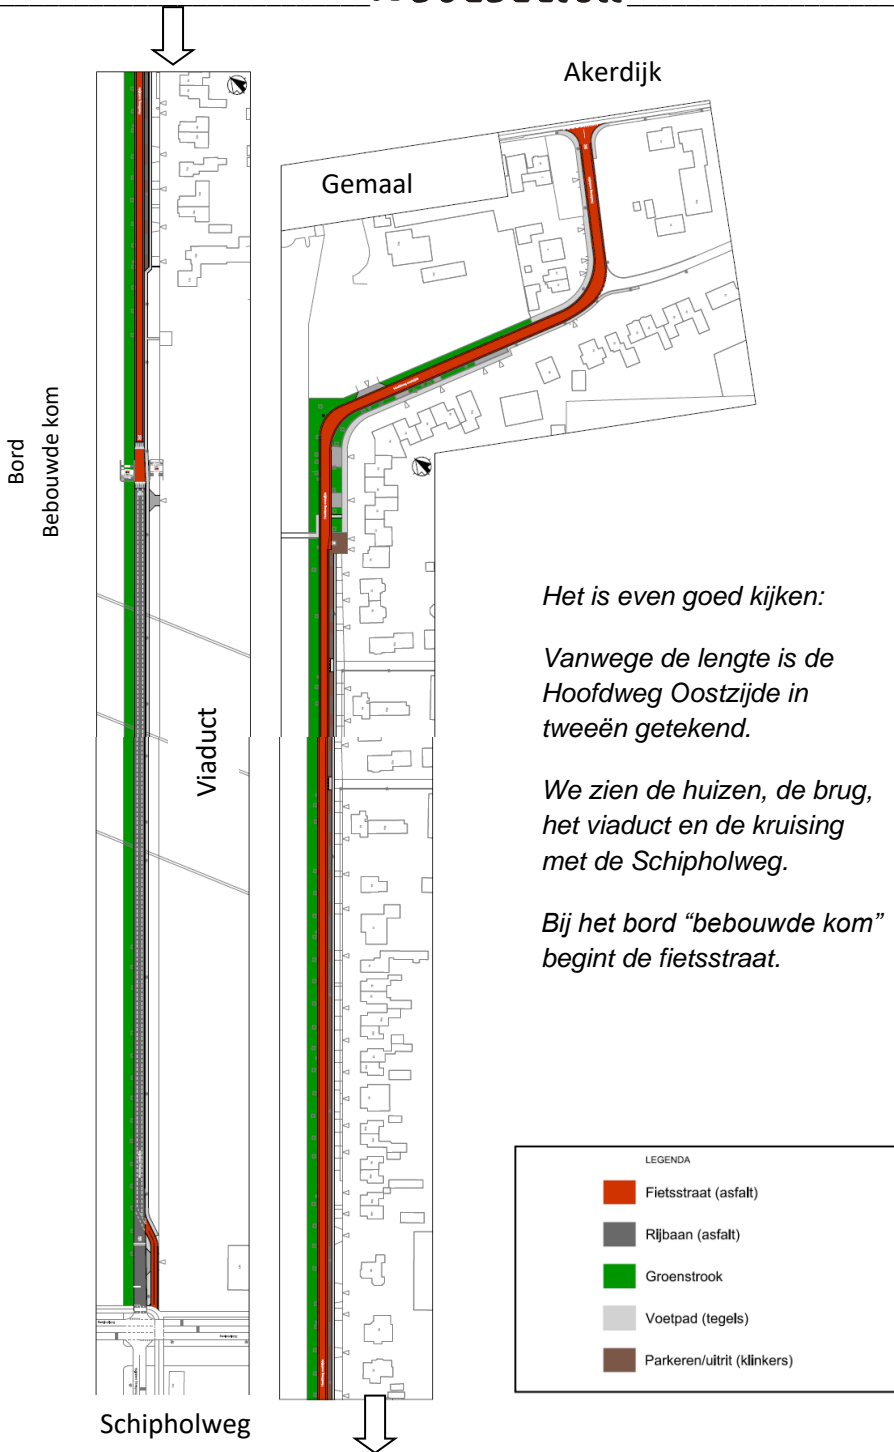 Akerdijk
Gemaal
Bord
Bebouwde kom
Viaduct
Het is even goed kijken:
Vanwege de lengte is de
Hoofdweg Oostzijde in
tweeën getekend.
We zien de huizen, de brug,
het viaduct en de kruising
met de Schipholweg.
Bij het bord “bebouwde kom”
begint de fietsstraat.
LEGENDA
Fietsstraat (asfalt)
Rijbaan (asfalt)
Groenstrook
Voetpad (tegels)
Parkeren/uitrit (klinkers)
Schipholweg